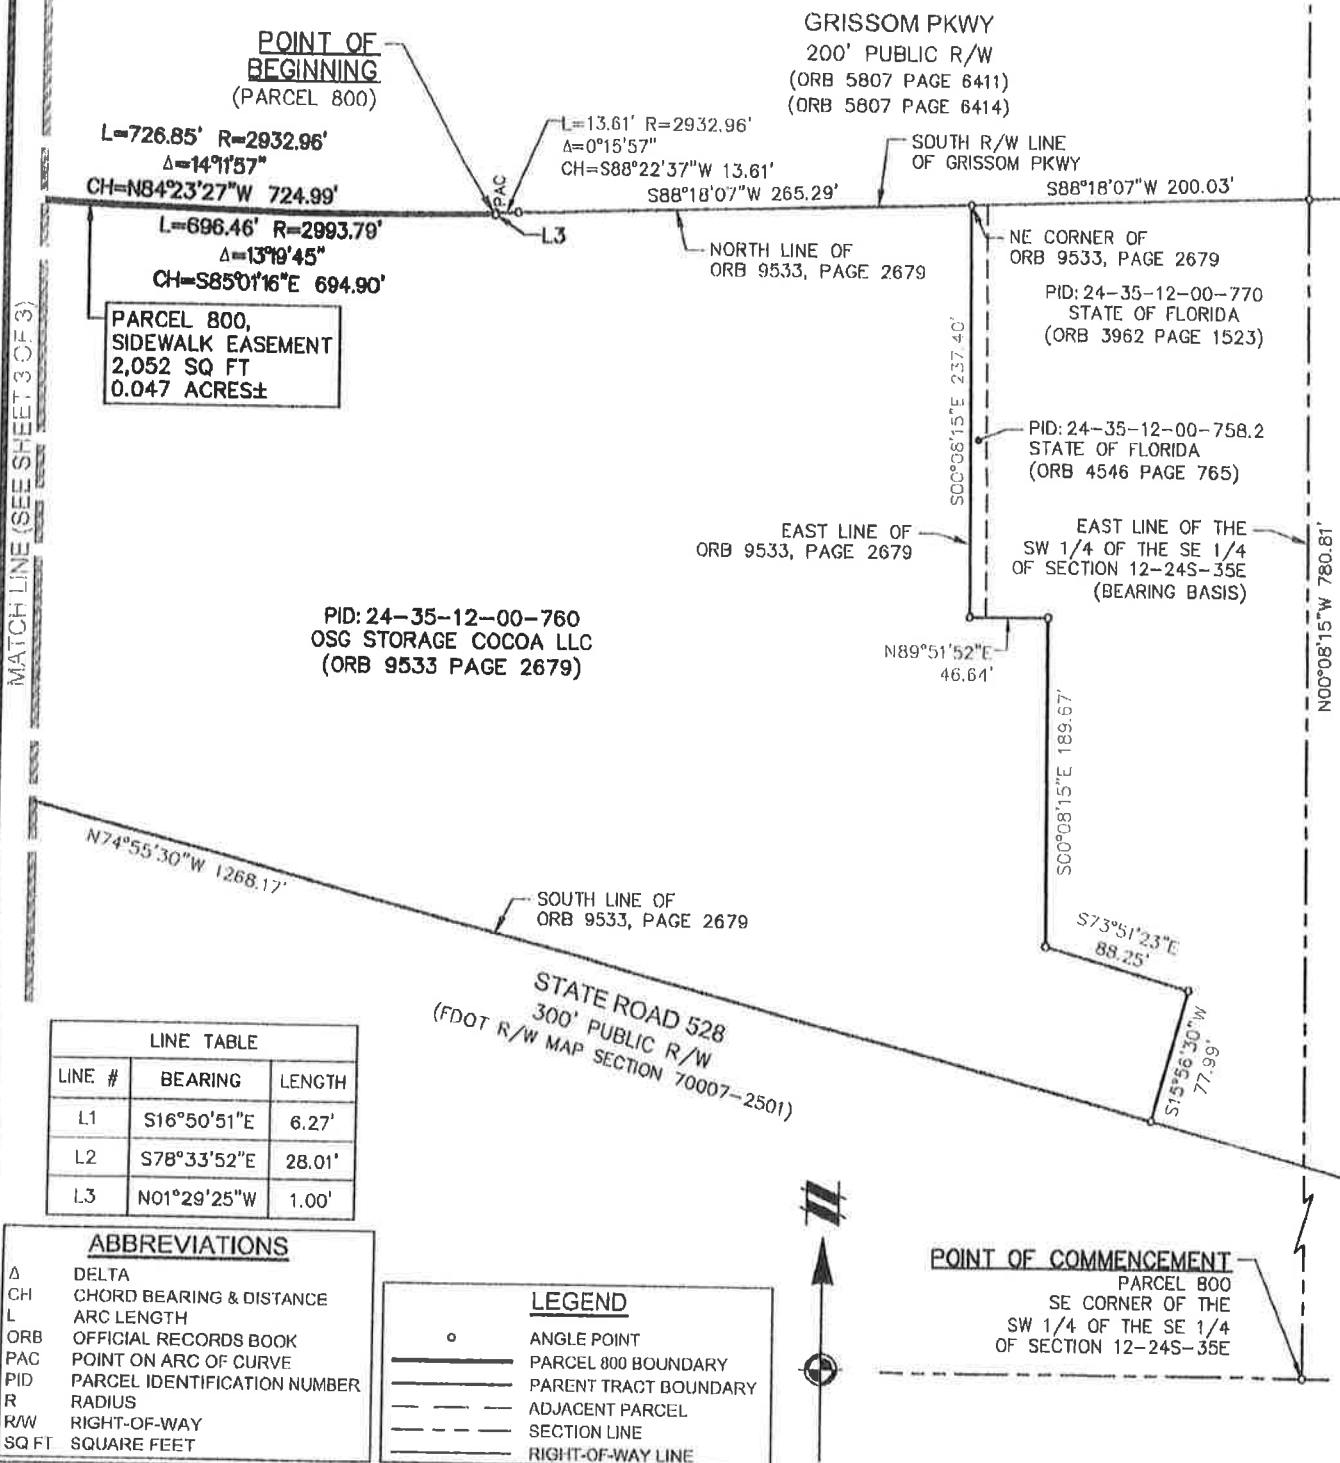 GRISSOM PKWY
200' PUBLIC R/W
(ORB 5807 PAGE 6411)
(ORB 5807 PAGE 6414)
POINT OF
BEGINNING
(PARCEL 800)
L=726.85' R=2932.96'
Δ=14°11'57"
CH=N84°23'27"W 724.99'
L=13.61' R=2932.96'
Δ=0°15'57"
CH=S88°22'37"W 13.61'
S88°18'07"W 265.29'
SOUTH R/W LINE
OF GRISSOM PKWY
S88°18'07"W 200.03'
PAC
L3
L=696.46' R=2993.79'
Δ=13°19'45"
CH=S85°01'16"E 694.90'
NORTH LINE OF
ORB 9533, PAGE 2679
NE CORNER OF
ORB 9533, PAGE 2679
PID: 24-35-12-00-770
STATE OF FLORIDA
(ORB 3962 PAGE 1523)
PARCEL 800,
SIDEWALK EASEMENT
2,052 SQ FT
0.047 ACRES±
MATCH LINE (SEE SHEET 3 OF 3)
S00°08'15"E 237.40'
PID: 24-35-12-00-758.2
STATE OF FLORIDA
(ORB 4546 PAGE 765)
EAST LINE OF
ORB 9533, PAGE 2679
EAST LINE OF THE
SW 1/4 OF THE SE 1/4
OF SECTION 12-24S-35E
(BEARING BASIS)
N00°08'15"W 780.81'
PID: 24-35-12-00-760
OSG STORAGE COCOA LLC
(ORB 9533 PAGE 2679)
N89°51'52"E
46.64'
S00°08'15"E 189.67'
N74°55'30"W 1268.17'
SOUTH LINE OF
ORB 9533, PAGE 2679
S73°51'23"E
88.25'
S15°56'30"W
77.99'
STATE ROAD 528
300' PUBLIC R/W
(FDOT R/W MAP SECTION 70007-2501)
LINE TABLE
LINE # BEARING LENGTH
L1 S16°50'51"E 6.27'
L2 S78°33'52"E 28.01'
L3 N01°29'25"W 1.00'
ABBREVIATIONS
Δ DELTA
CH CHORD BEARING & DISTANCE
L ARC LENGTH
ORB OFFICIAL RECORDS BOOK
PAC POINT ON ARC OF CURVE
PID PARCEL IDENTIFICATION NUMBER
R RADIUS
R/W RIGHT-OF-WAY
SQ FT SQUARE FEET
LEGEND
ANGLE POINT
PARCEL 800 BOUNDARY
PARENT TRACT BOUNDARY
ADJACENT PARCEL
SECTION LINE
RIGHT-OF-WAY LINE
N
POINT OF COMMENCEMENT
PARCEL 800
SE CORNER OF THE
SW 1/4 OF THE SE 1/4
OF SECTION 12-24S-35E